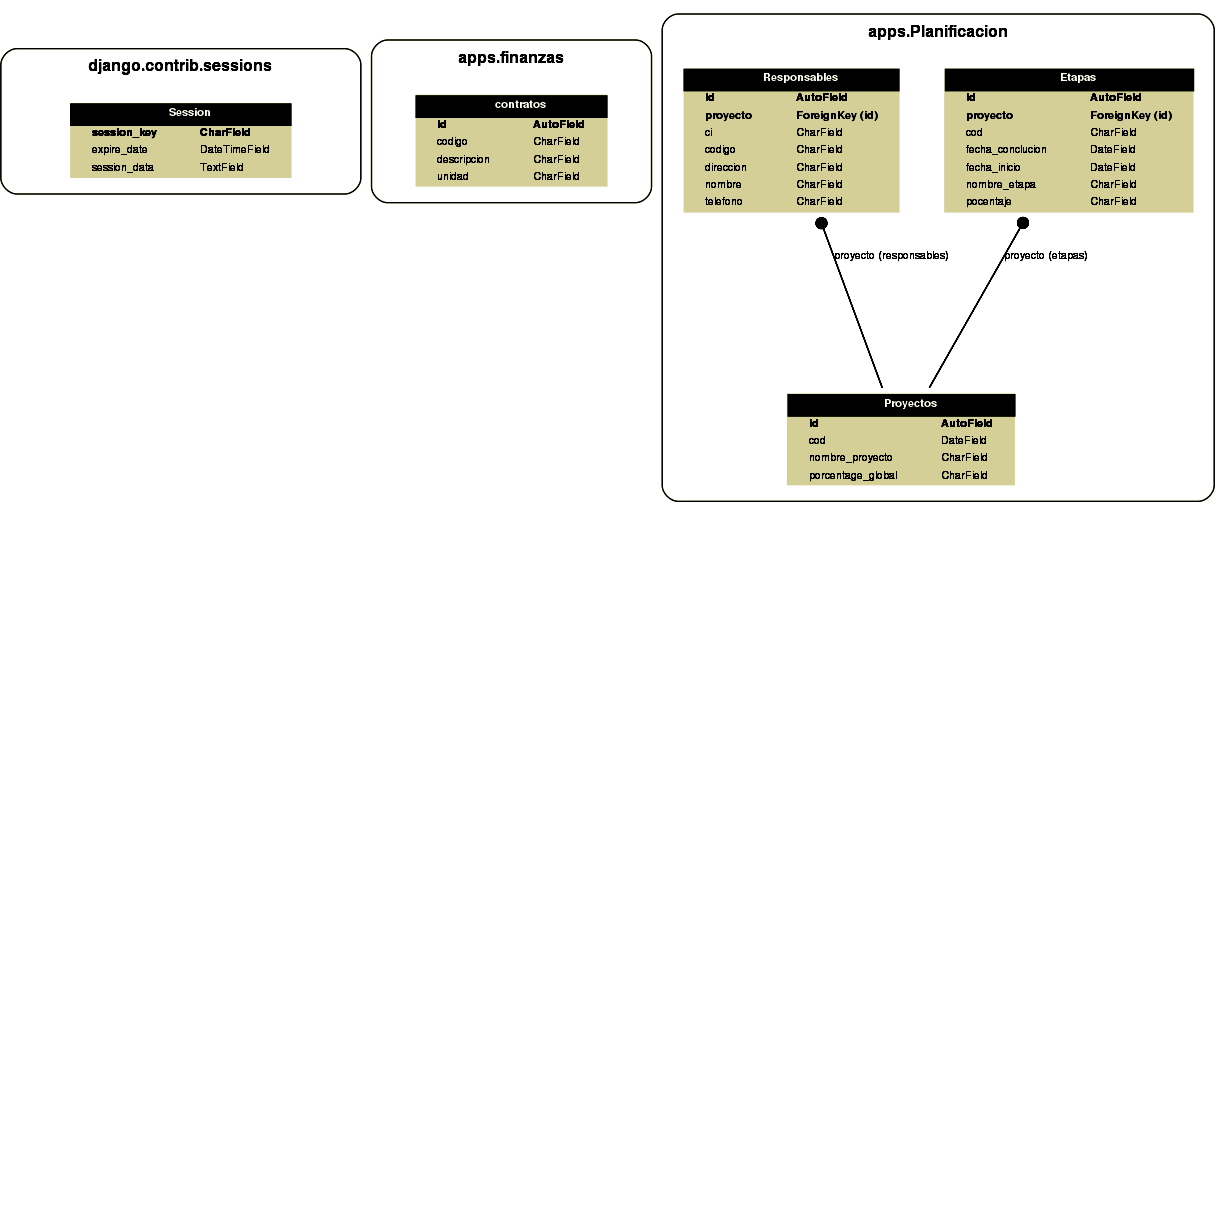 django.contrib.sessions
Session
session_key CharField
expire_date DateTimeField
session_data TextField
apps.finanzas
contratos
id AutoField
codigo CharField
descripcion CharField
unidad CharField
apps.Planificacion
Responsables
id AutoField
proyecto ForeignKey (id)
ci CharField
codigo CharField
direccion CharField
nombre CharField
telefono CharField
Etapas
id AutoField
proyecto ForeignKey (id)
cod CharField
fecha_conclucion DateField
fecha_inicio DateField
nombre_etapa CharField
pocentaje CharField
proyecto (responsables)
proyecto (etapas)
Proyectos
id AutoField
cod DateField
nombre_proyecto CharField
porcentage_global CharField